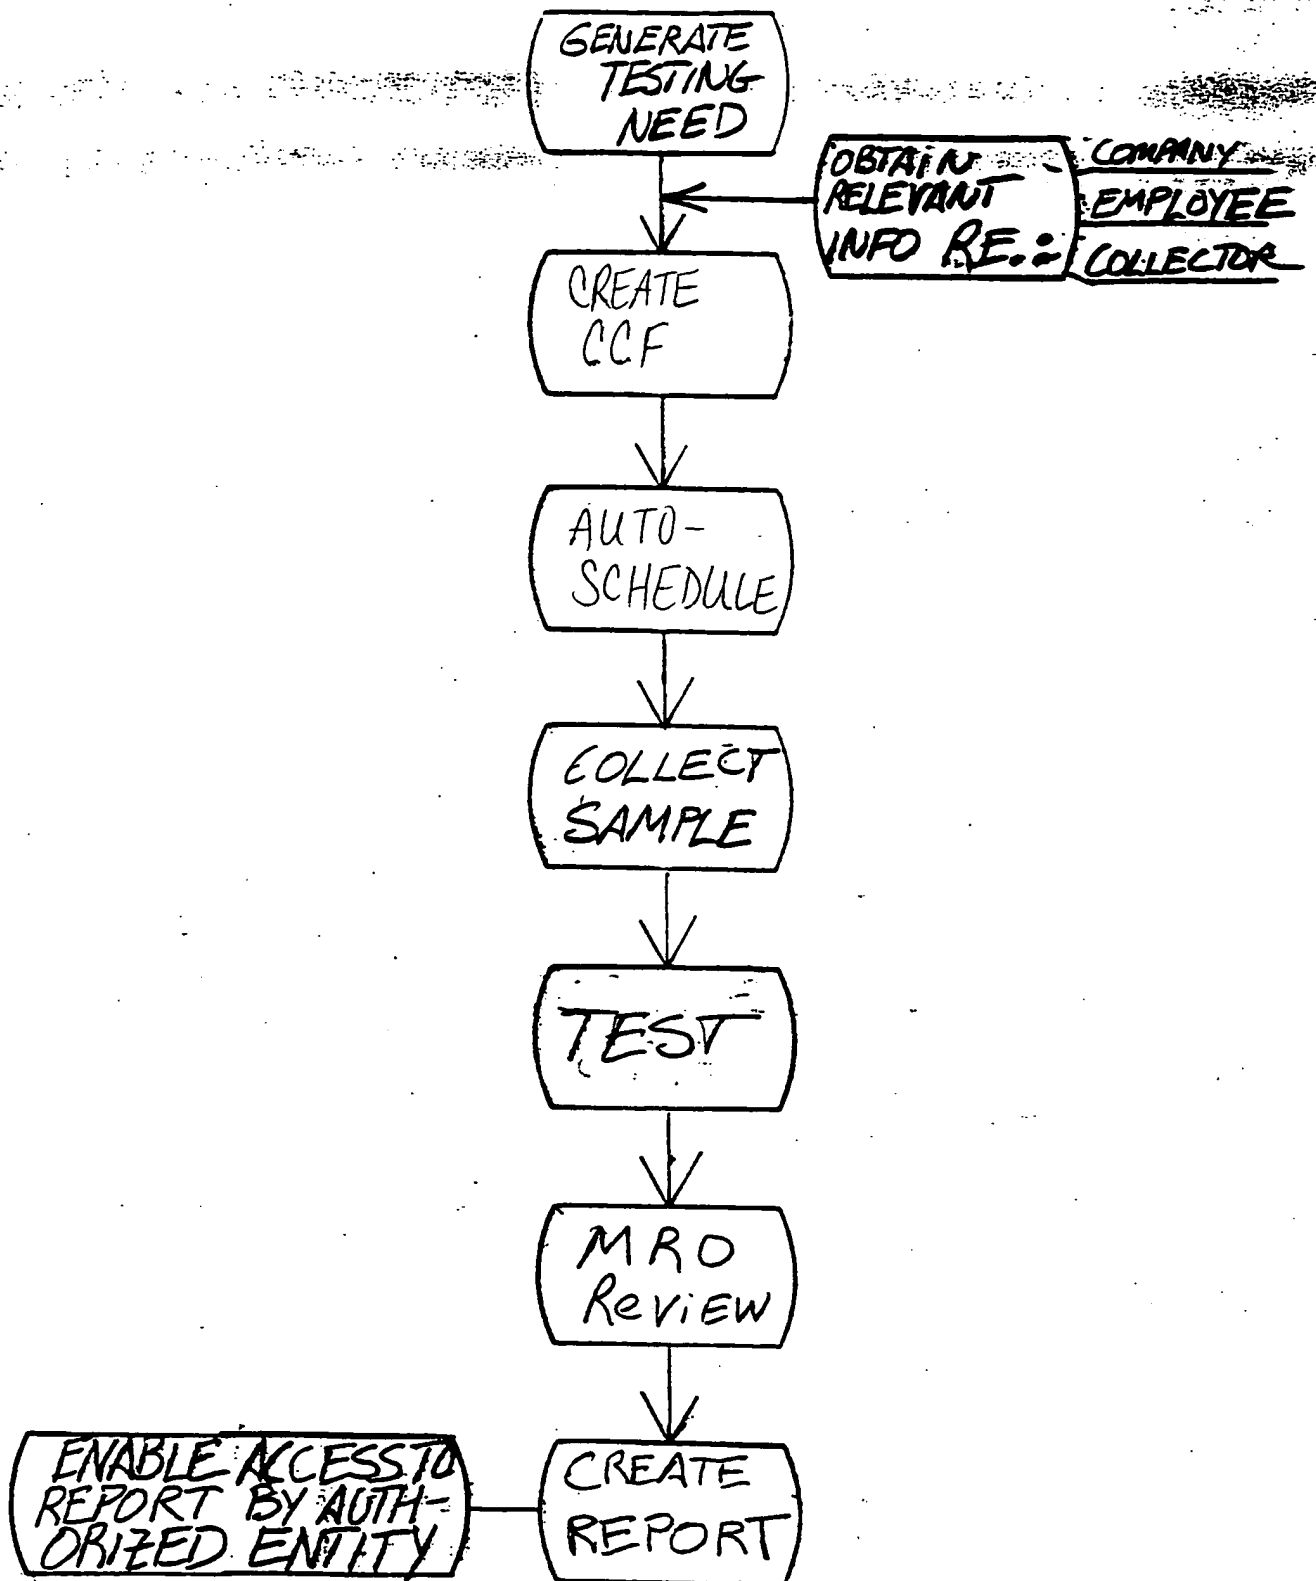 GENERATE
TESTING
NEED
OBTAIN
RELEVANT
INFO RE.:
COMPANY
EMPLOYEE
COLLECTOR
CREATE
CCF
AUTO-
SCHEDULE
COLLECT
SAMPLE
TEST
MRO
ReviEW
CREATE
REPORT
ENABLE ACCESS TO
REPORT BY AUTH-
ORIZED ENTITY